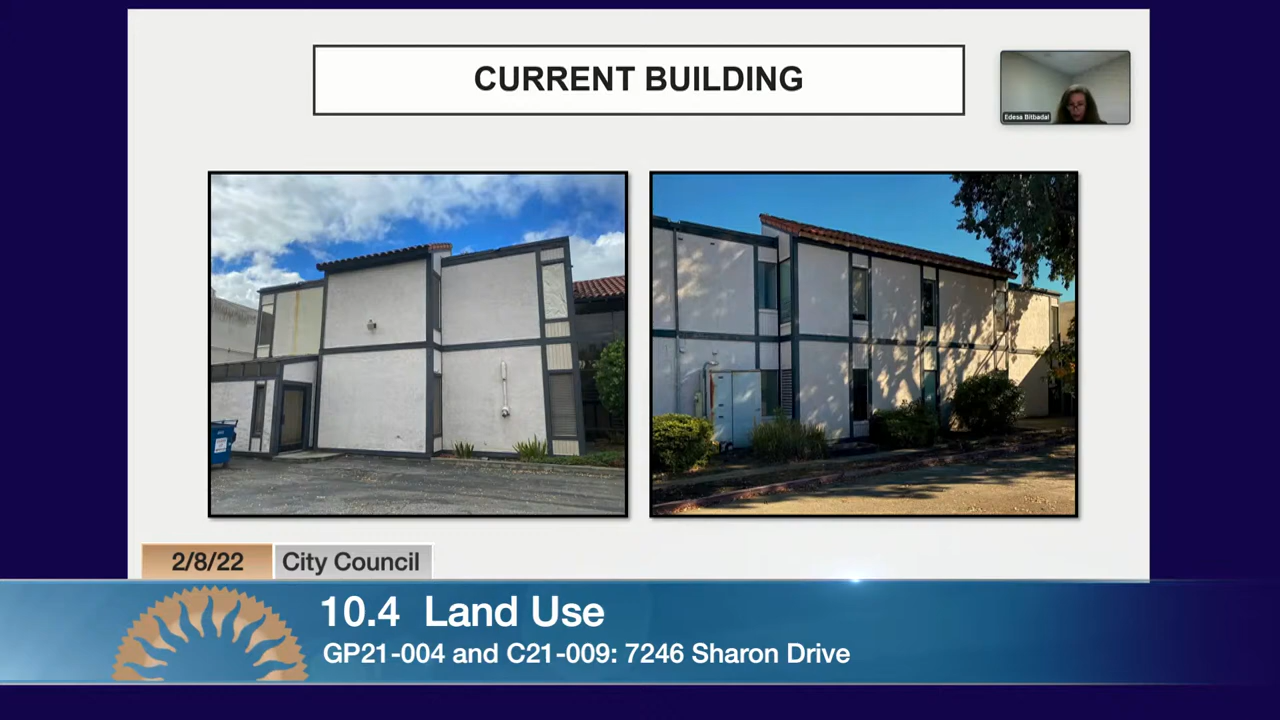 CURRENT BUILDING
Edesa Bitbadal
2/8/22 City Council
10.4 Land Use
GP21-004 and C21-009: 7246 Sharon Drive